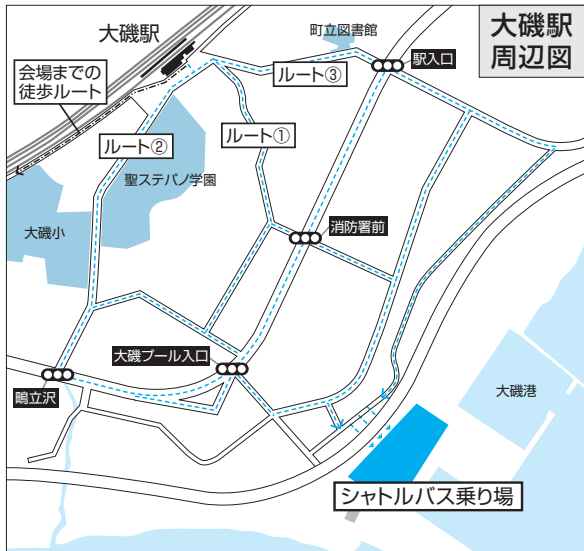 大磯駅
周辺図
大磯駅
町立図書館
駅入口
会場までの
徒歩ルート
ルート③
ルート②
ルート①
聖ステパノ学園
大磯小
消防署前
大磯プール入口
鴫立沢
大磯港
シャトルバス乗り場